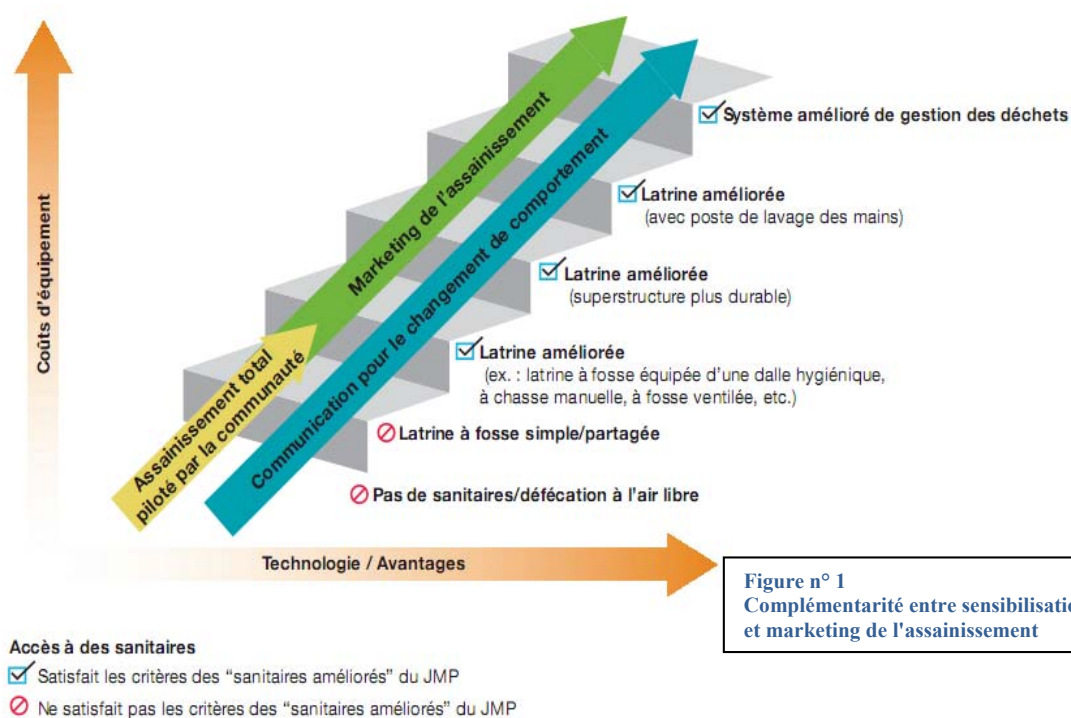 Coûts d'équipement
Assainissement total
piloté par la communauté
Marketing de l'assainissement
Communication pour le changement de comportement
Système amélioré de gestion des déchets
Latrine améliorée
(avec poste de lavage des mains)
Latrine améliorée
(superstructure plus durable)
Latrine améliorée
(ex. : latrine à fosse équipée d'une dalle hygiénique,
à chasse manuelle, à fosse ventilée, etc.)
Latrine à fosse simple/partagée
Pas de sanitaires/défécation à l'air libre
Technologie / Avantages
Figure n° 1
Complémentarité entre sensibilisatio
et marketing de l'assainissement
Accès à des sanitaires
Satisfait les critères des “sanitaires améliorés” du JMP
Ne satisfait pas les critères des “sanitaires améliorés” du JMP